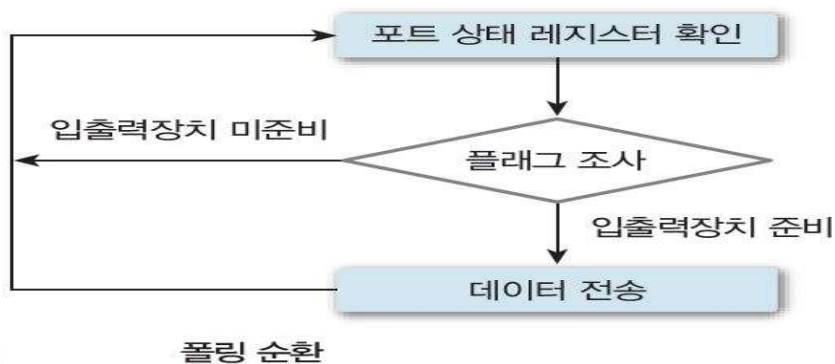 포트 상태 레지스터 확인
입출력장치 미준비
플래그 조사
입출력장치 준비
데이터 전송
폴링 순환